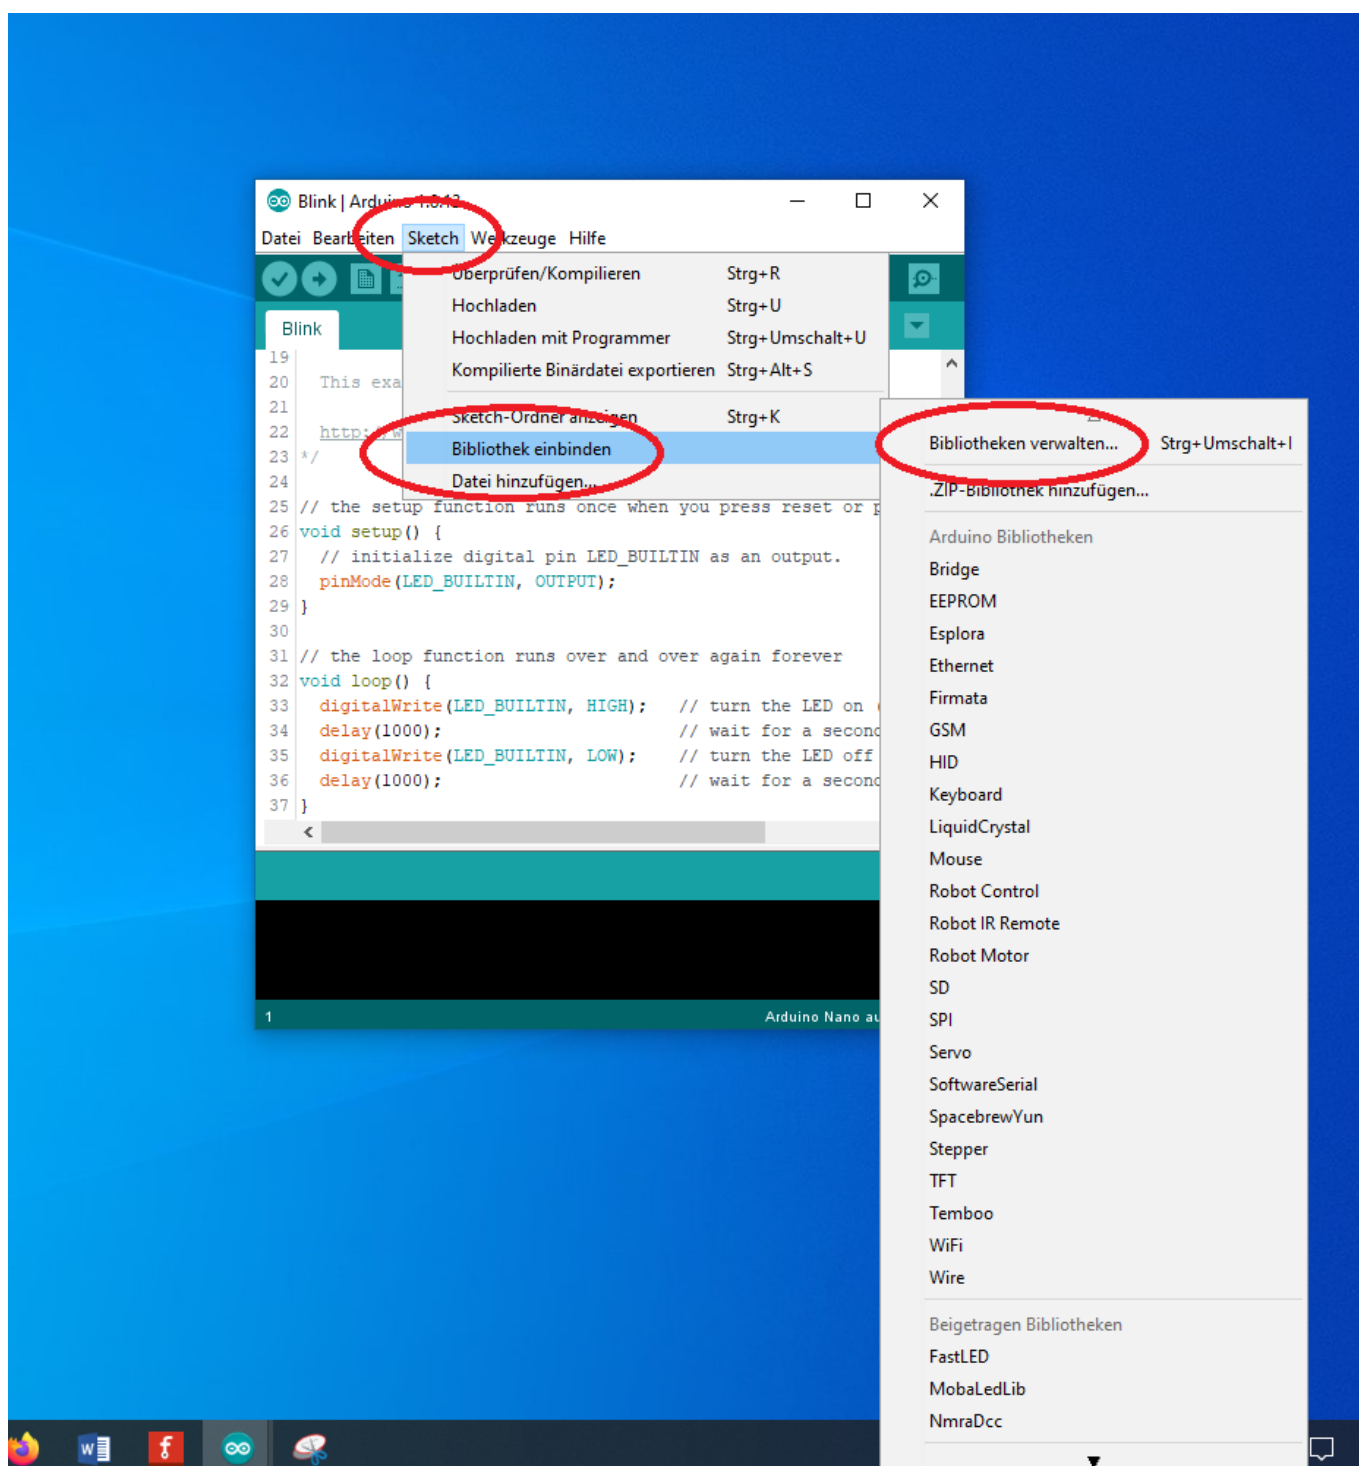 Blink | Arduino 1.8.13
Datei Bearbeiten Sketch Werkzeuge Hilfe
Überprüfen/Kompilieren Strg+R
Hochladen Strg+U
Hochladen mit Programmer Strg+Umschalt+U
Kompilierte Binärdatei exportieren Strg+Alt+S
Sketch-Ordner anzeigen Strg+K
Bibliothek einbinden
Datei hinzufügen...
Bibliotheken verwalten... Strg+Umschalt+I
.ZIP-Bibliothek hinzufügen...
Arduino Bibliotheken
Bridge
EEPROM
Esplora
Ethernet
Firmata
GSM
HID
Keyboard
LiquidCrystal
Mouse
Robot Control
Robot IR Remote
Robot Motor
SD
SPI
Servo
SoftwareSerial
SpacebrewYun
Stepper
TFT
Temboo
WiFi
Wire
Beigetragen Bibliotheken
FastLED
MobaLedLib
NmraDcc
Blink
19
20 This exa
21
22 http://w
23 */
24
25 // the setup function runs once when you press reset or p
26 void setup() {
27 // initialize digital pin LED_BUILTIN as an output.
28 pinMode(LED_BUILTIN, OUTPUT);
29 }
30
31 // the loop function runs over and over again forever
32 void loop() {
33 digitalWrite(LED_BUILTIN, HIGH); // turn the LED on (
34 delay(1000); // wait for a second
35 digitalWrite(LED_BUILTIN, LOW); // turn the LED off
36 delay(1000); // wait for a second
37 }
1 Arduino Nano au